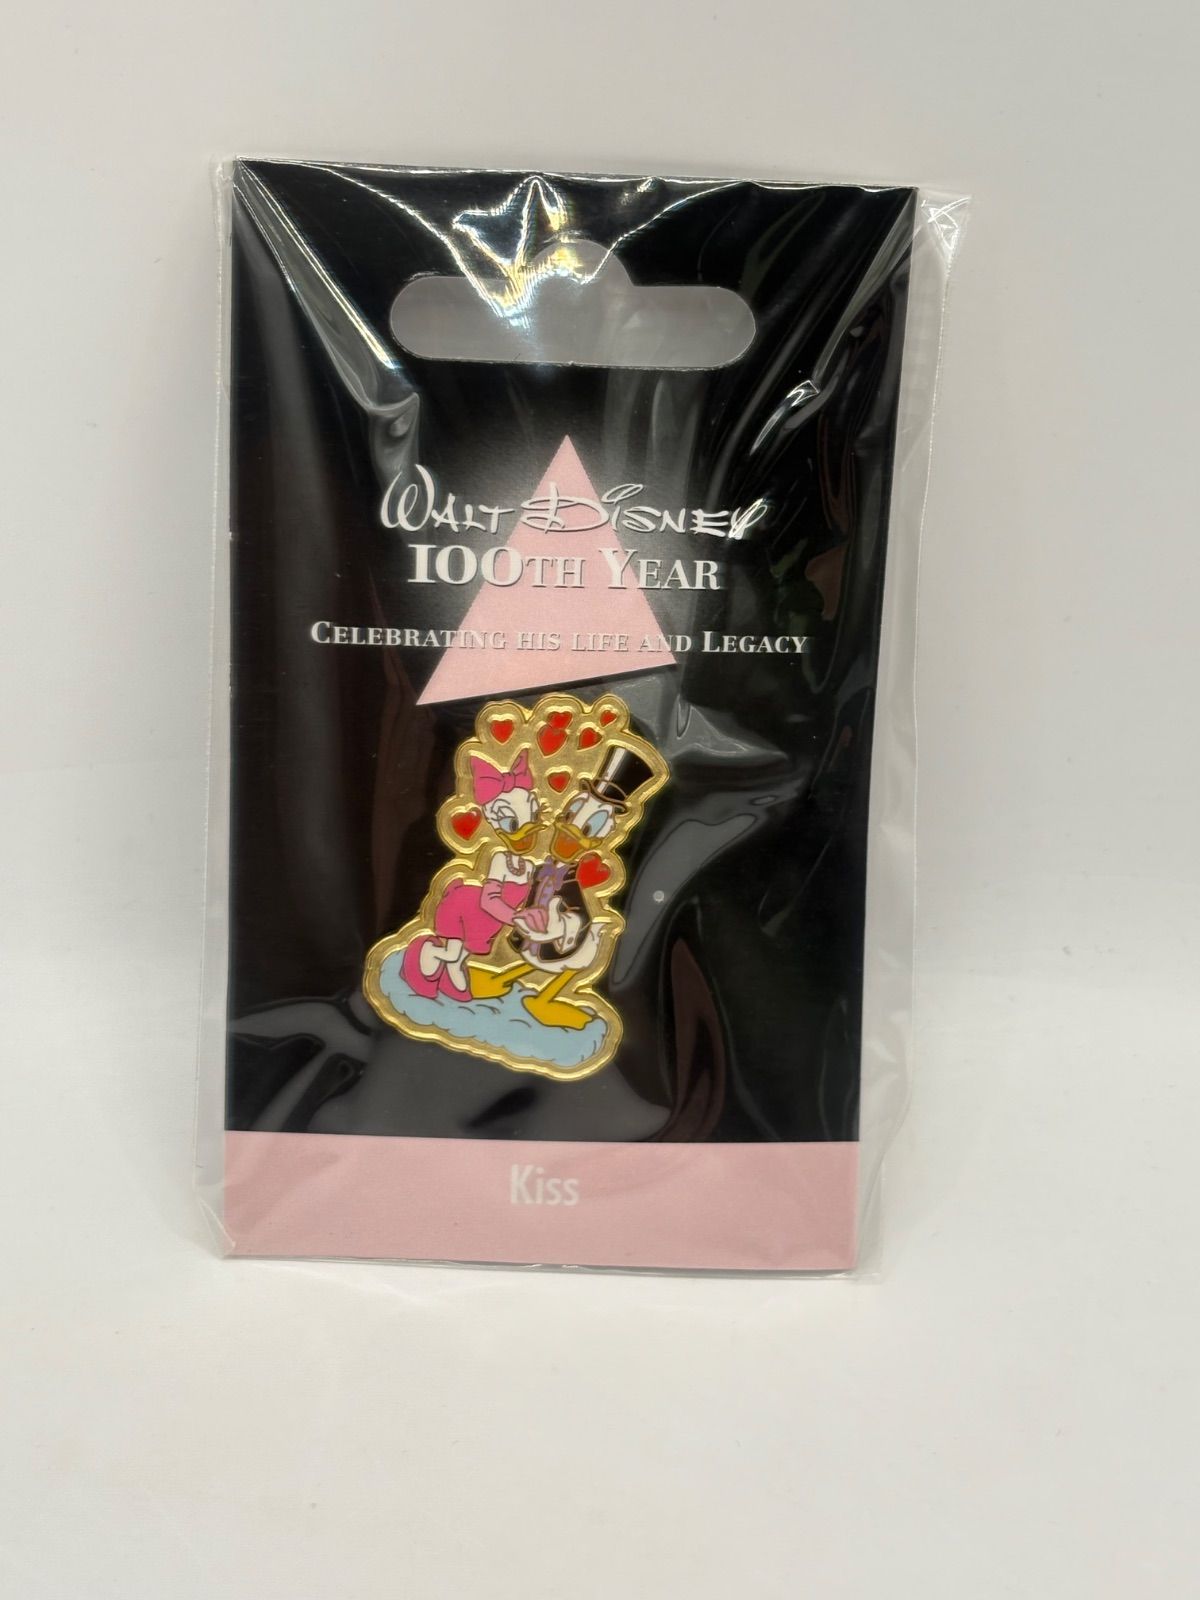 WALT DISNEY
100TH YEAR
CELEBRATING HIS LIFE AND LEGACY
Kiss